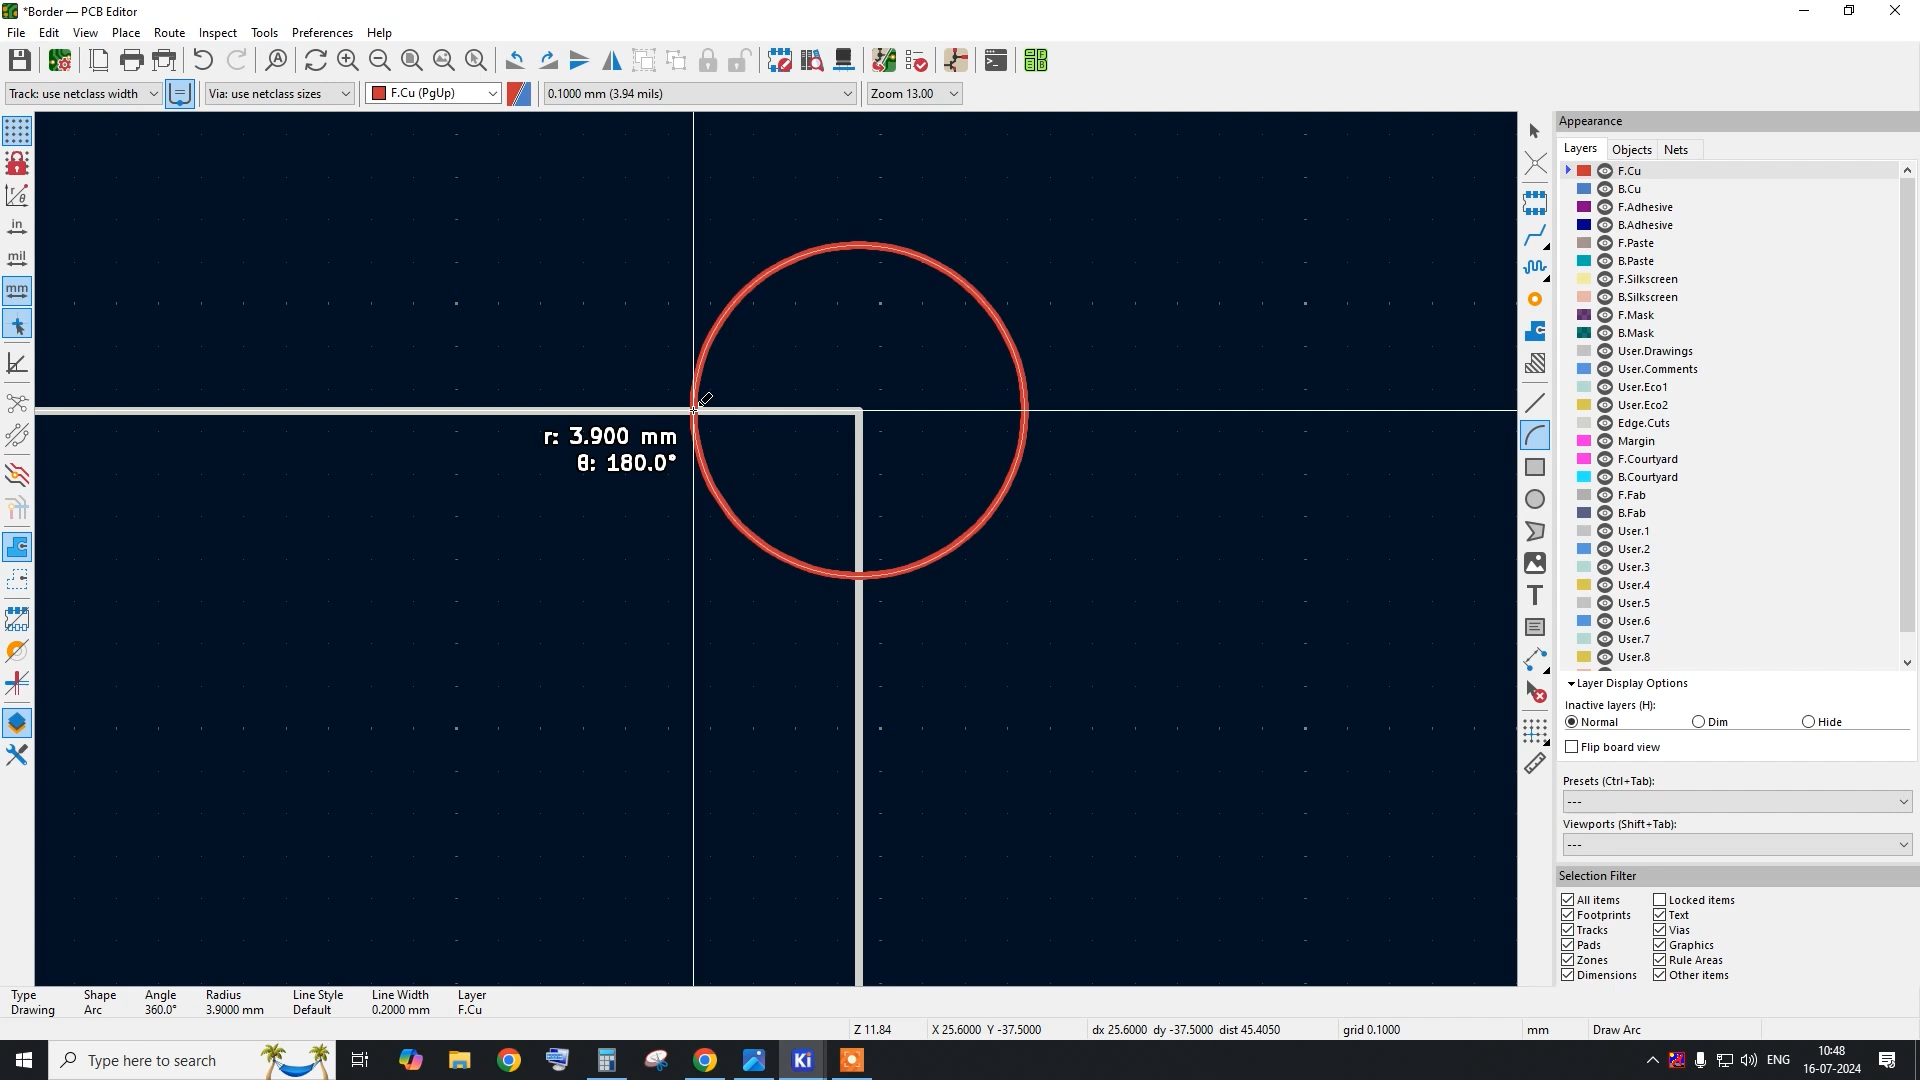 *Border — PCB Editor
File Edit View Place Route Inspect Tools Preferences Help
Track: use netclass width
Via: use netclass sizes
F.Cu (PgUp)
0.1000 mm (3.94 mils)
Zoom 13.00
in
mil
mm
r: 3.900 mm
θ: 180.0°
Appearance
Layers Objects Nets
F.Cu
B.Cu
F.Adhesive
B.Adhesive
F.Paste
B.Paste
F.Silkscreen
B.Silkscreen
F.Mask
B.Mask
User.Drawings
User.Comments
User.Eco1
User.Eco2
Edge.Cuts
Margin
F.Courtyard
B.Courtyard
F.Fab
B.Fab
User.1
User.2
User.3
User.4
User.5
User.6
User.7
User.8
Layer Display Options
Inactive layers (H):
Normal Dim Hide
Flip board view
Presets (Ctrl+Tab):
---
Viewports (Shift+Tab):
---
Selection Filter
All items Locked items
Footprints Text
Tracks Vias
Pads Graphics
Zones Rule Areas
Dimensions Other items
Type Shape Angle Radius Line Style Line Width Layer
Drawing Arc 360.0° 3.9000 mm Default 0.2000 mm F.Cu
Z 11.84 X 25.6000 Y -37.5000 dx 25.6000 dy -37.5000 dist 45.4050 grid 0.1000 mm Draw Arc
Type here to search
Ki
ENG
10:48
16-07-2024